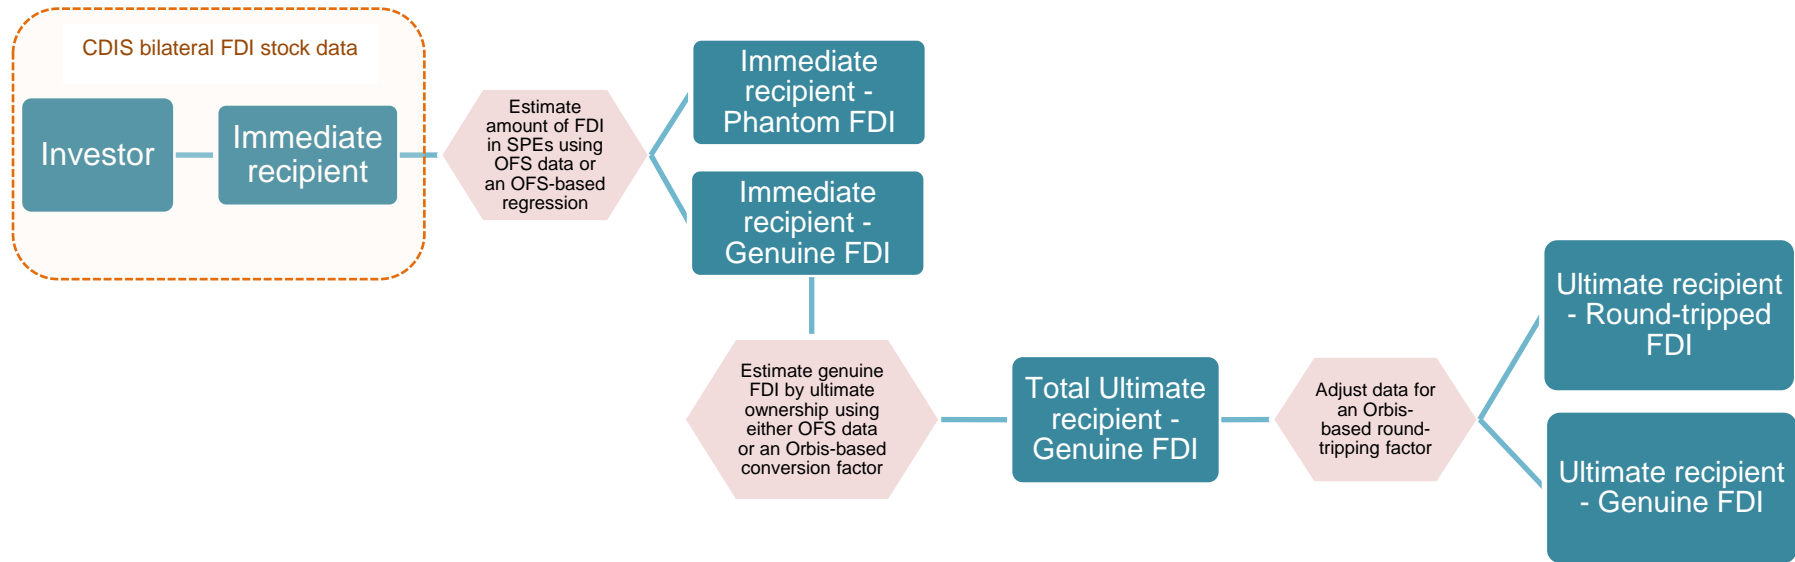 CDIS bilateral FDI stock data
Investor
Immediate
recipient
Estimate
amount of FDI
in SPEs using
OFS data or
an OFS-based
regression
Immediate
recipient -
Phantom FDI
Immediate
recipient -
Genuine FDI
Estimate genuine
FDI by ultimate
ownership using
either OFS data
or an Orbis-based
conversion factor
Total Ultimate
recipient -
Genuine FDI
Adjust data for
an Orbis-
based round-
tripping factor
Ultimate recipient
- Round-tripped
FDI
Ultimate recipient
- Genuine FDI